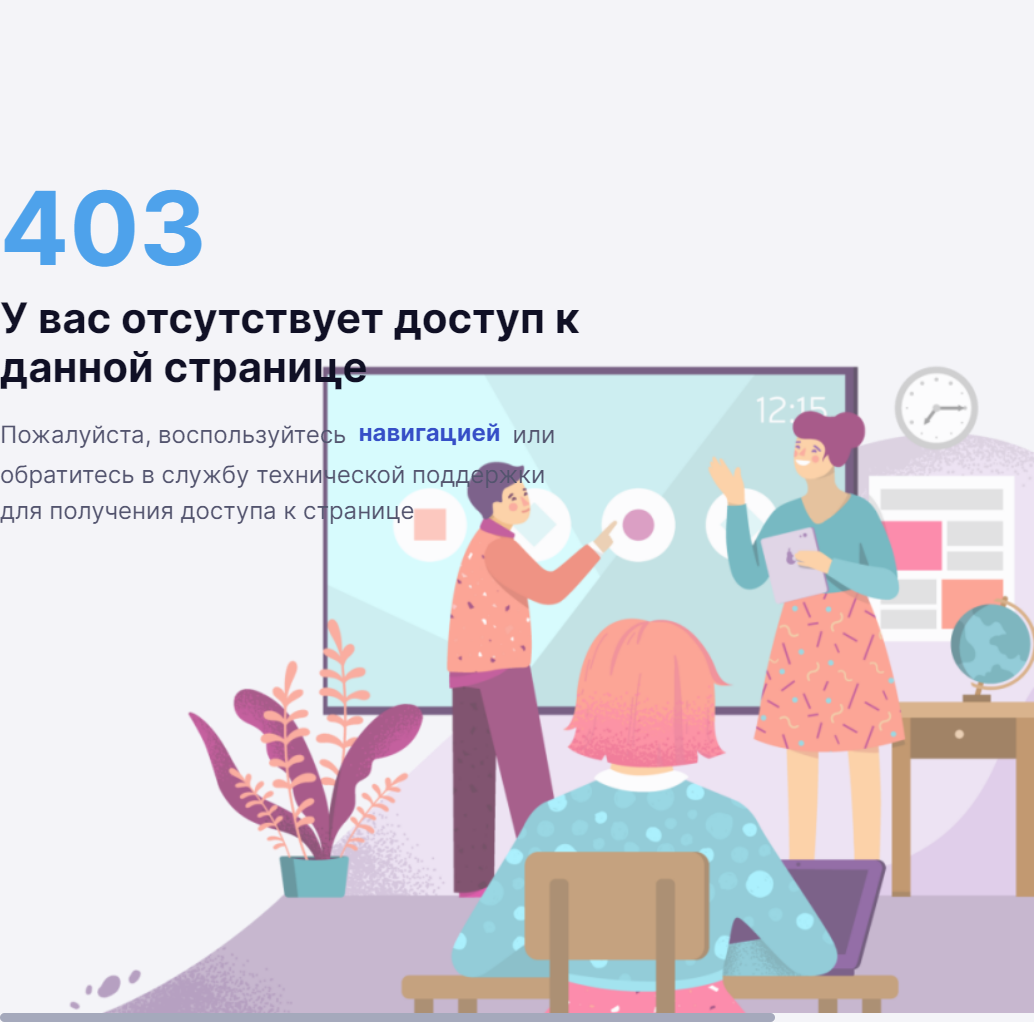 403
У вас отсутствует доступ к
данной странице
12:15
Пожалуйста, воспользуйтесь навигацией или
обратитесь в службу технической поддержки
для получения доступа к странице